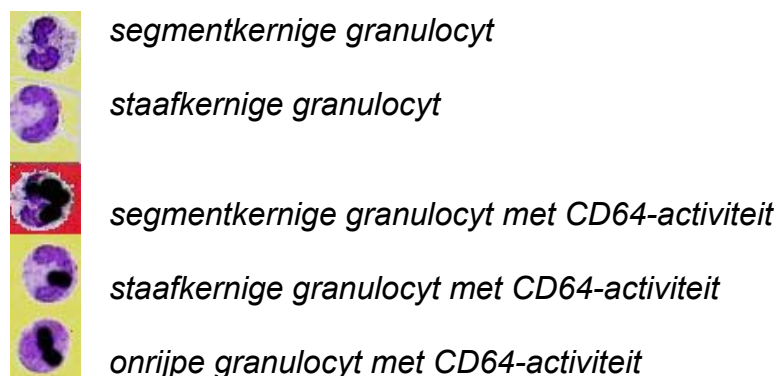 segmentkernige granulocyt
staafkernige granulocyt
segmentkernige granulocyt met CD64-activiteit
staafkernige granulocyt met CD64-activiteit
onrijpe granulocyt met CD64-activiteit